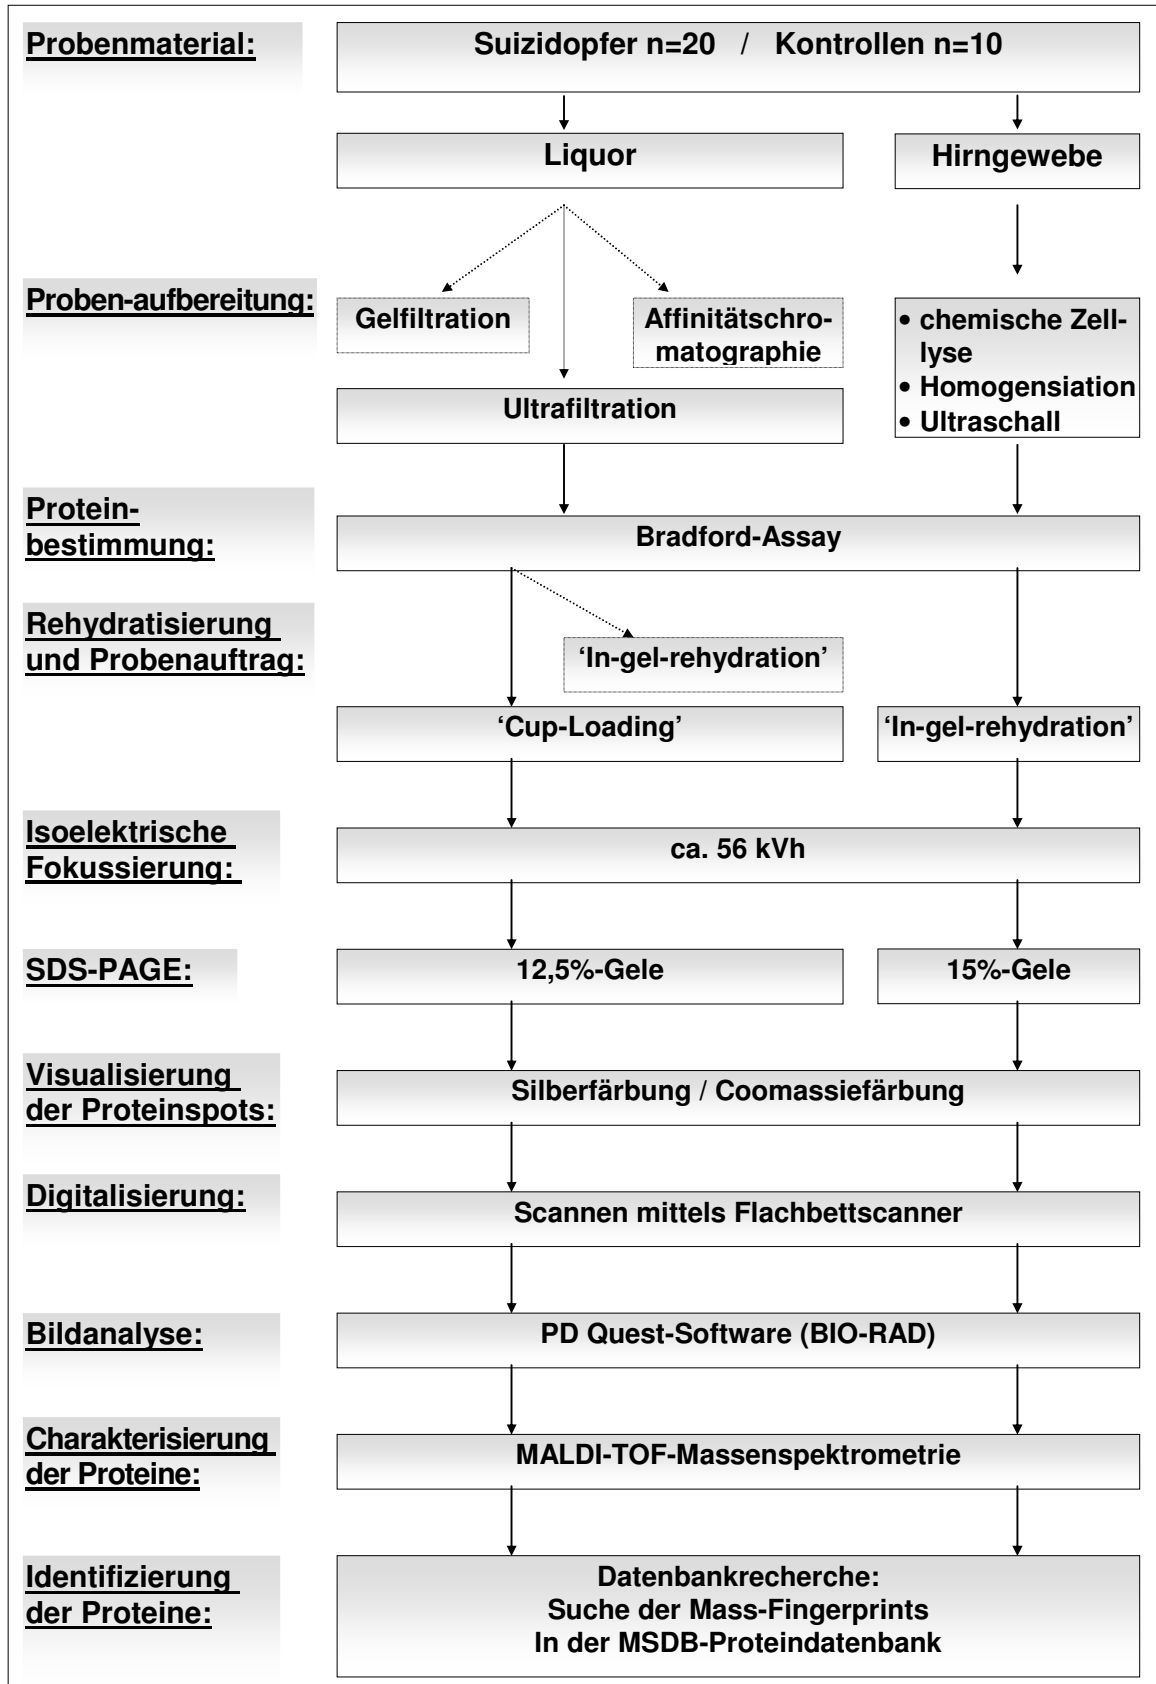 Probenmaterial:
Suizidopfer n=20 / Kontrollen n=10
Liquor
Hirngewebe
Proben-aufbereitung:
Gelfiltration
Affinitätschro-
matographie
• chemische Zell-
lyse
• Homogensiation
• Ultraschall
Ultrafiltration
Protein-
bestimmung:
Bradford-Assay
Rehydratisierung
und Probenauftrag:
‘In-gel-rehydration’
‘Cup-Loading’
‘In-gel-rehydration’
Isoelektrische
Fokussierung:
ca. 56 kVh
SDS-PAGE:
12,5%-Gele
15%-Gele
Visualisierung
der Proteinspots:
Silberfärbung / Coomassiefärbung
Digitalisierung:
Scannen mittels Flachbettscanner
Bildanalyse:
PD Quest-Software (BIO-RAD)
Charakterisierung
der Proteine:
MALDI-TOF-Massenspektrometrie
Identifizierung
der Proteine:
Datenbankrecherche:
Suche der Mass-Fingerprints
In der MSDB-Proteindatenbank